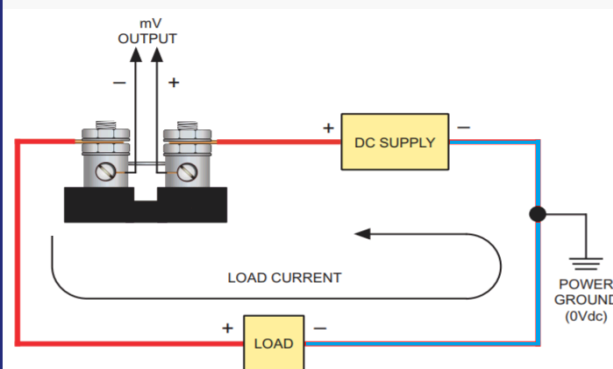 mV
OUTPUT
− +
+ DC SUPPLY −
LOAD CURRENT
POWER
GROUND
(0Vdc)
+ LOAD −